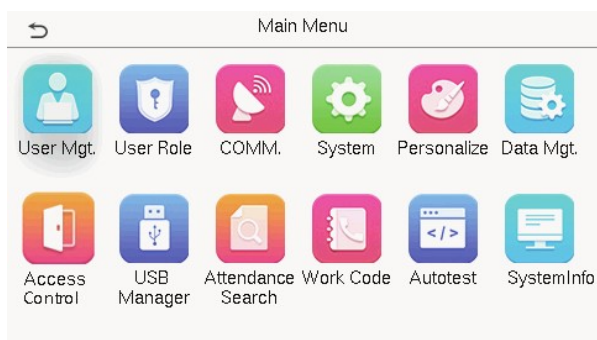 Main Menu
User Mgt. User Role COMM. System Personalize Data Mgt.
</>
Access Control USB Manager Attendance Search Work Code Autotest SystemInfo